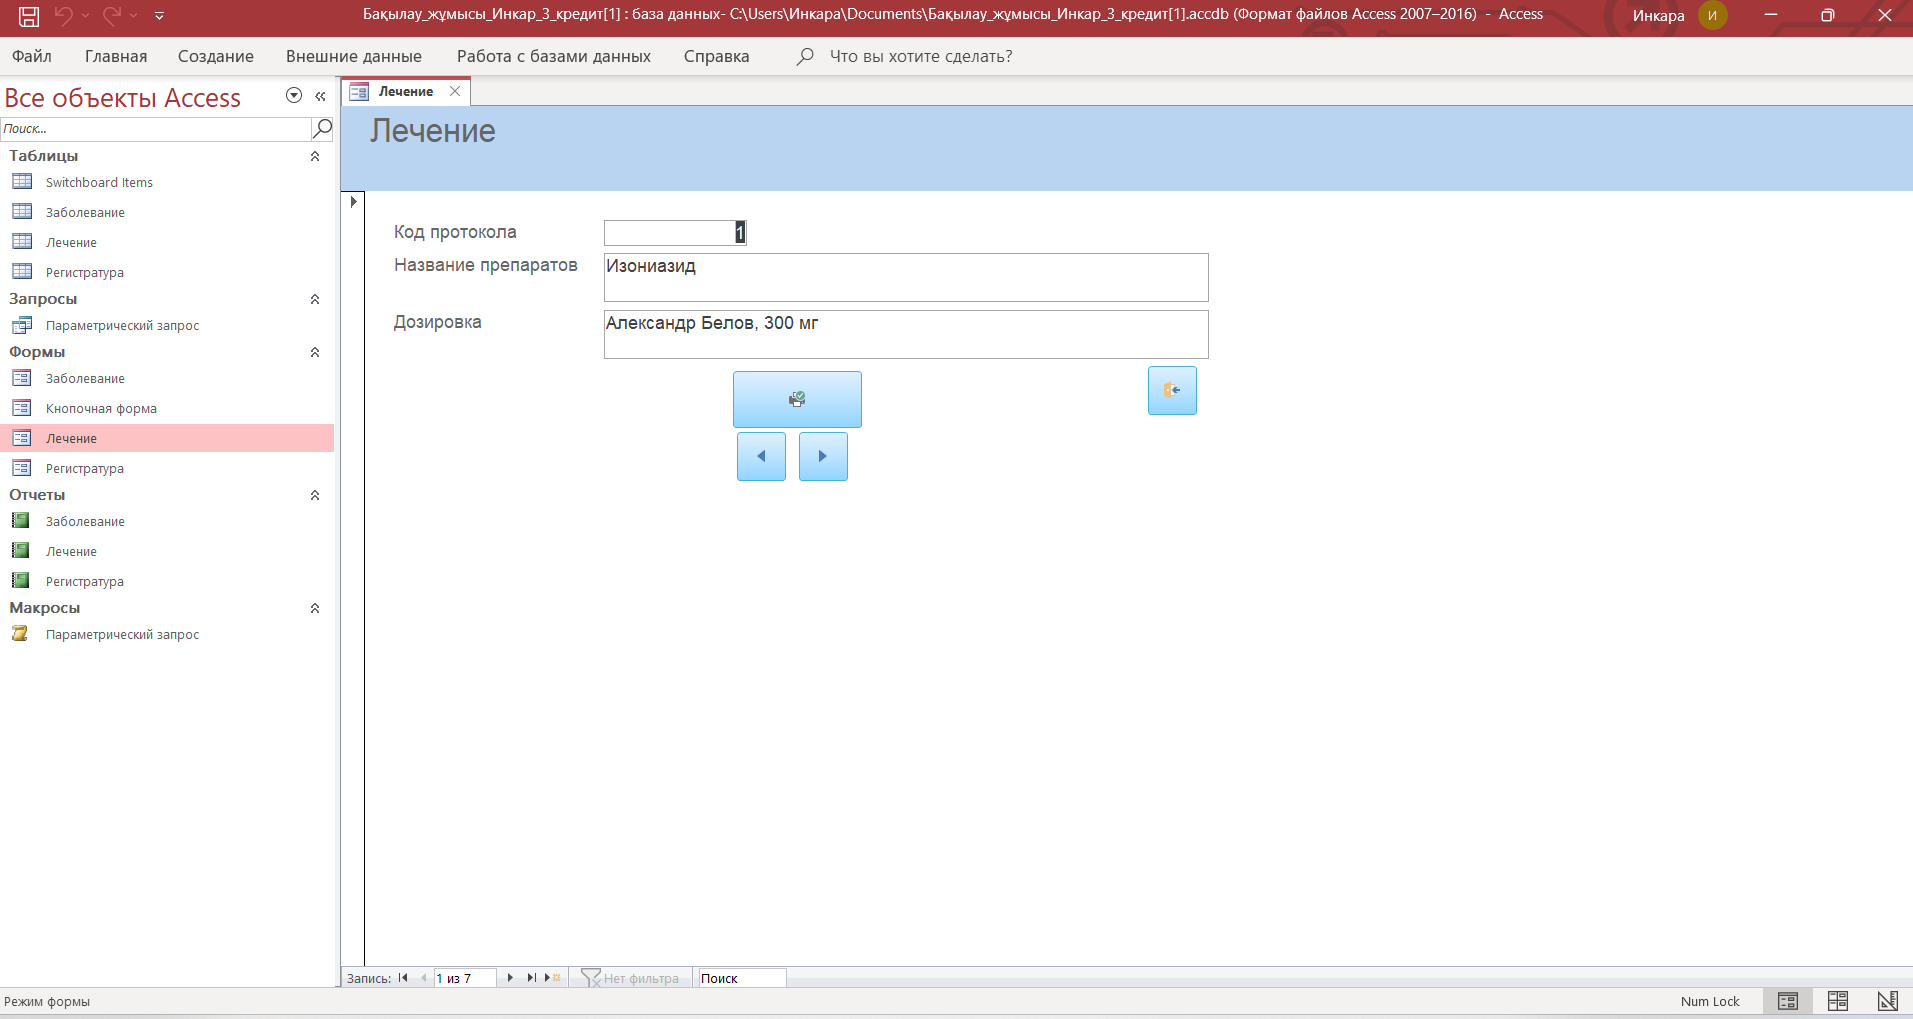 Бақылау_жұмысы_Инкар_3_кредит[1] : база данных- C:\Users\Инкара\Documents\Бақылау_жұмысы_Инкар_3_кредит[1].accdb (Формат файлов Access 2007–2016) - Access
Инкара
И
Файл Главная Создание Внешние данные Работа с базами данных Справка Что вы хотите сделать?
Все объекты Access
Поиск...
Таблицы
Switchboard Items
Заболевание
Лечение
Регистратура
Запросы
Параметрический запрос
Формы
Заболевание
Кнопочная форма
Лечение
Регистратура
Отчеты
Заболевание
Лечение
Регистратура
Макросы
Параметрический запрос
Лечение
Лечение
Код протокола 1
Название препаратов Изониазид
Дозировка Александр Белов, 300 мг
Запись: 1 из 7 Нет фильтра Поиск
Режим формы
Num Lock